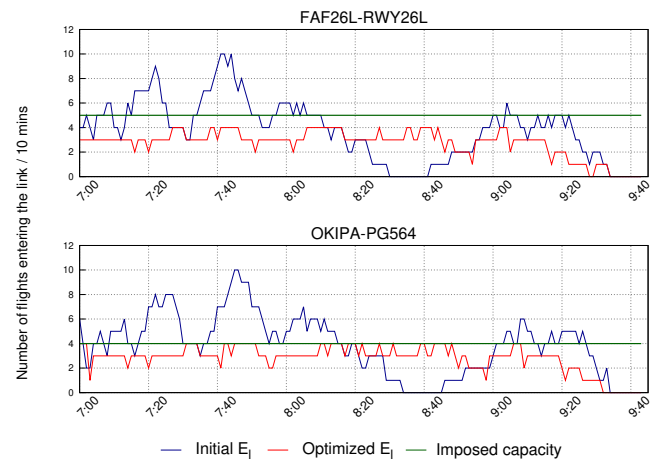 FAF26L-RWY26L
12
10
8
6
4
2
0
7:00 7:20 7:40 8:00 8:20 8:40 9:00 9:20 9:40
Number of flights entering the link / 10 mins
OKIPA-PG564
12
10
8
6
4
2
0
7:00 7:20 7:40 8:00 8:20 8:40 9:00 9:20 9:40
Initial E_l Optimized E_l Imposed capacity